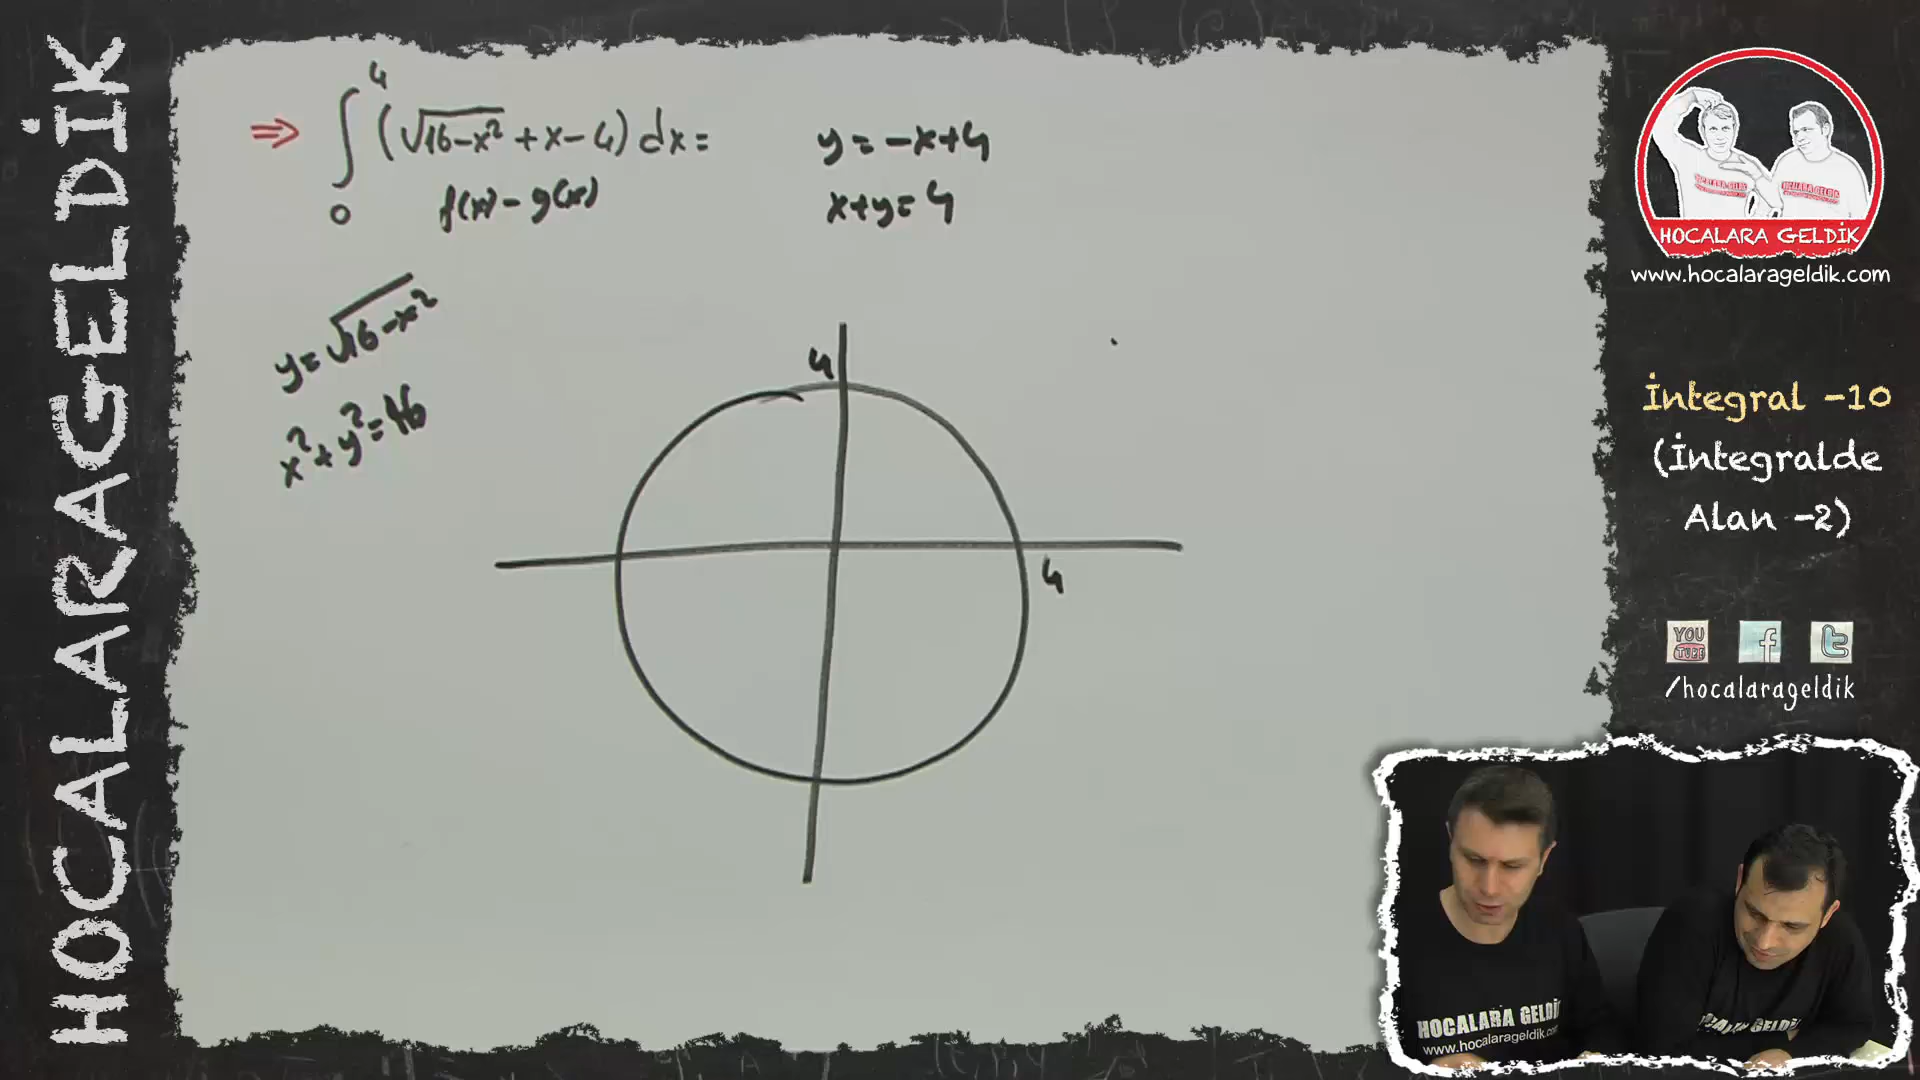 HOCALARAGELDİK
⇒ ∫₀⁴ (√16-x² + x - 4) dx =
f(x) - g(x)
y = -x+4
x+y = 4
y = √16-x²
x² + y² = 16
4
4
HOCALARA GELDİK
www.hocalarageldik.com
İntegral -10
(İntegralde
Alan -2)
YOU
TUBE
f
t
/hocalarageldik
HOCALARA GELDİK
www.hocalarageldik.com